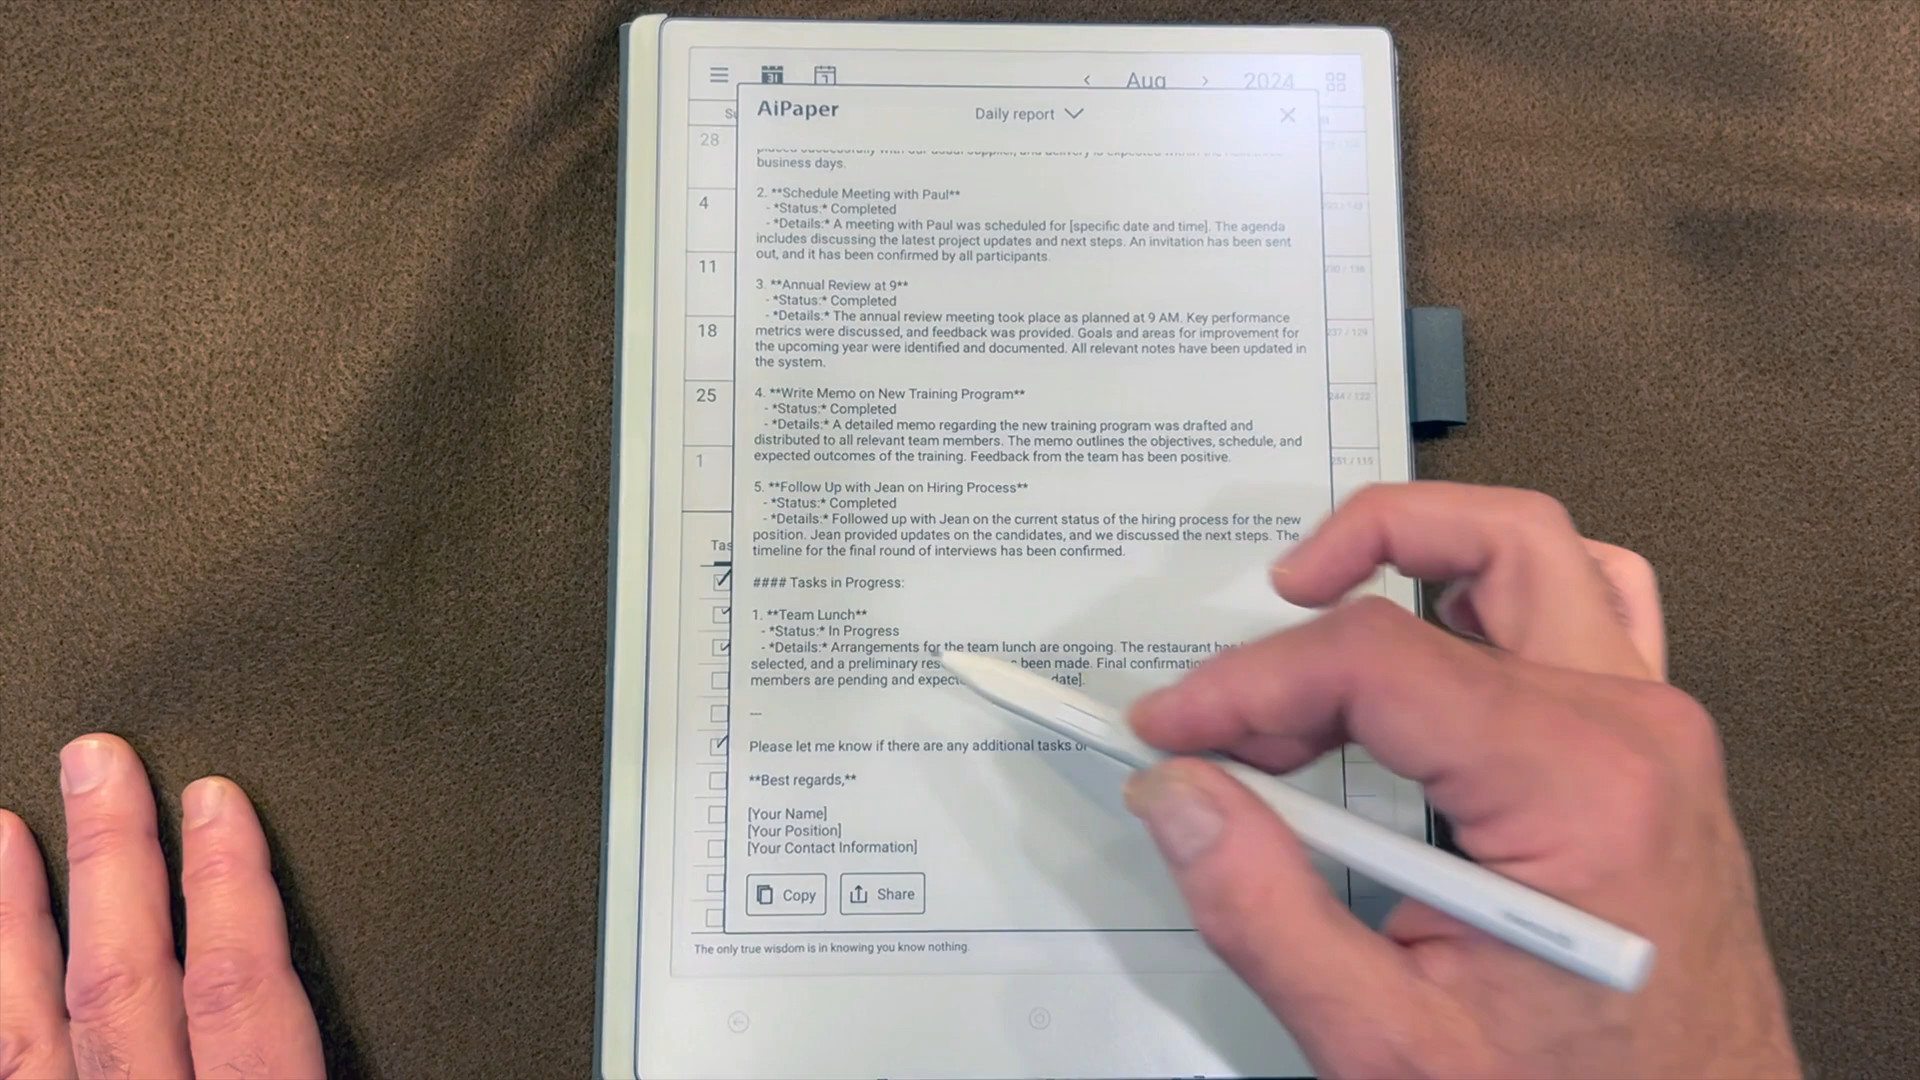 Aug 2024
AiPaper
Daily report
28
business days.
2. **Schedule Meeting with Paul**
- *Status:* Completed
4
- *Details:* A meeting with Paul was scheduled for [specific date and time]. The agenda
includes discussing the latest project updates and next steps. An invitation has been sent
out, and it has been confirmed by all participants.
11
3. **Annual Review at 9**
- *Status:* Completed
- *Details:* The annual review meeting took place as planned at 9 AM. Key performance
18
metrics were discussed, and feedback was provided. Goals and areas for improvement for
the upcoming year were identified and documented. All relevant notes have been updated in
the system.
25
4. **Write Memo on New Training Program**
- *Status:* Completed
- *Details:* A detailed memo regarding the new training program was drafted and
distributed to all relevant team members. The memo outlines the objectives, schedule, and
expected outcomes of the training. Feedback from the team has been positive.
1
5. **Follow Up with Jean on Hiring Process**
- *Status:* Completed
- *Details:* Followed up with Jean on the current status of the hiring process for the new
position. Jean provided updates on the candidates, and we discussed the next steps. The
timeline for the final round of interviews has been confirmed.
#### Tasks in Progress:
1. **Team Lunch**
- *Status:* In Progress
- *Details:* Arrangements for the team lunch are ongoing. The restaurant
selected, and a preliminary been made. Final
members are pending and date].
---
Please let me know if there are any additional tasks
**Best regards,**
[Your Name]
[Your Position]
[Your Contact Information]
Copy
Share
The only true wisdom is in knowing you know nothing.